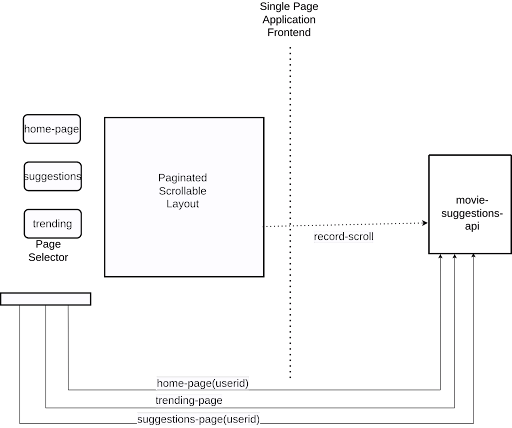 Single Page
Application
Frontend
home-page
suggestions
trending
Page
Selector
Paginated
Scrollable
Layout
record-scroll
movie-
suggestions-
api
home-page(userid)
trending-page
suggestions-page(userid)